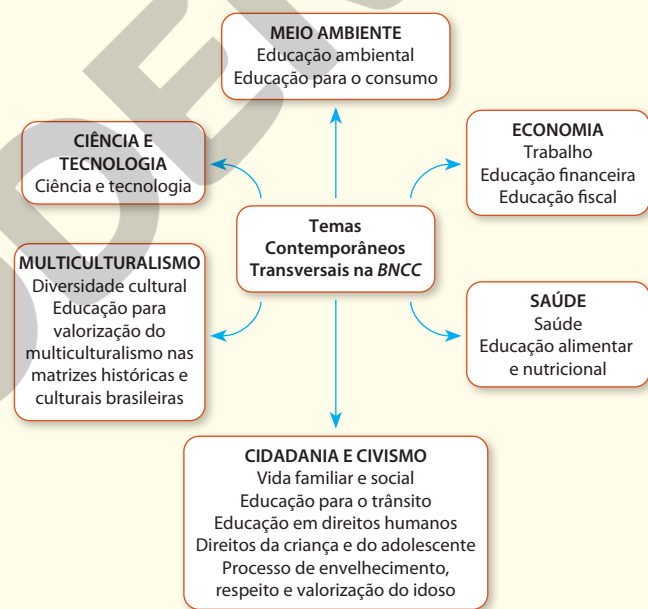 MEIO AMBIENTE
Educação ambiental
Educação para o consumo
CIÊNCIA E
TECNOLOGIA
Ciência e tecnologia
ECONOMIA
Trabalho
Educação financeira
Educação fiscal
Temas
Contemporâneos
Transversais na BNCC
MULTICULTURALISMO
Diversidade cultural
Educação para
valorização do
multiculturalismo nas
matrizes históricas e
culturais brasileiras
SAÚDE
Saúde
Educação alimentar
e nutricional
CIDADANIA E CIVISMO
Vida familiar e social
Educação para o trânsito
Educação em direitos humanos
Direitos da criança e do adolescente
Processo de envelhecimento,
respeito e valorização do idoso